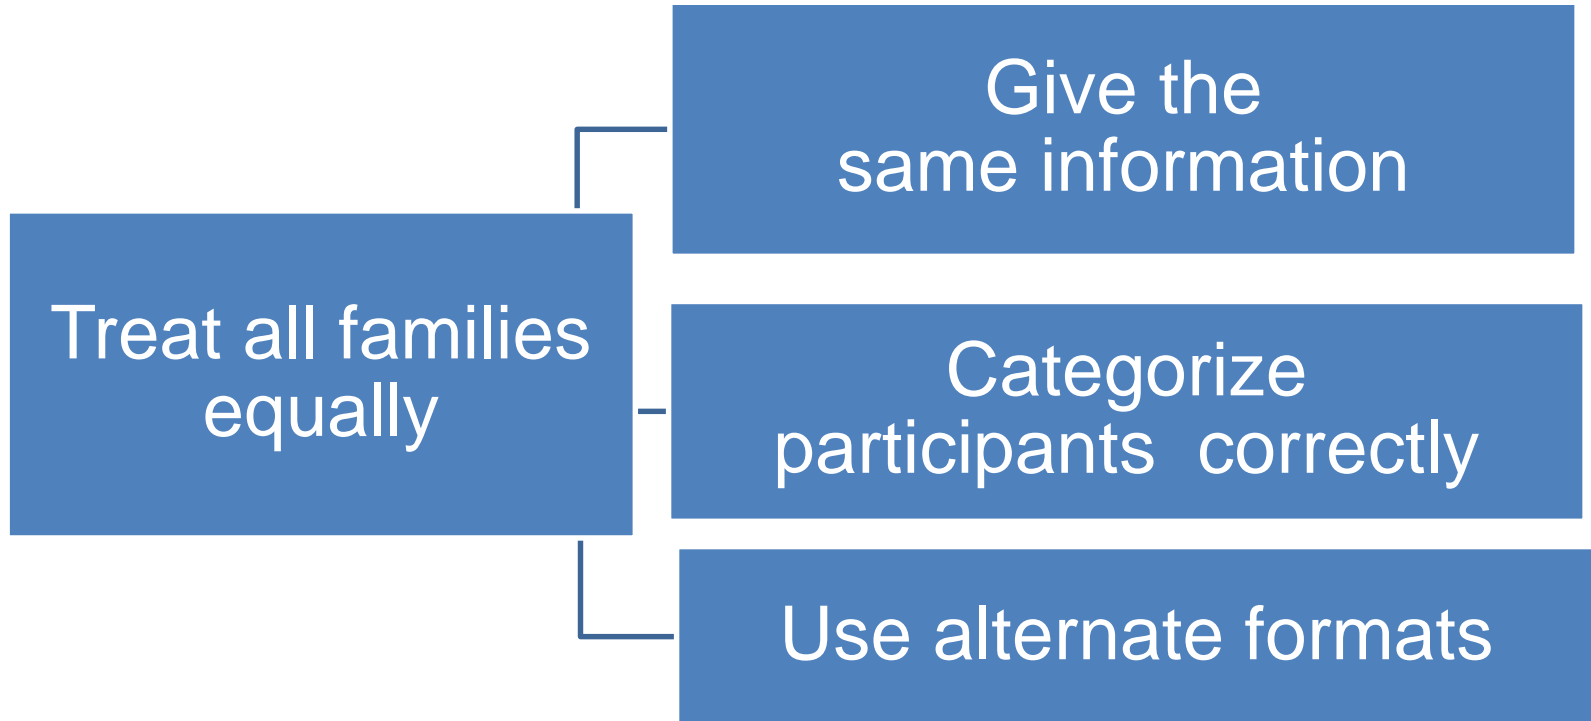 Give the
same information
Treat all families
equally
Categorize
participants  correctly
Use alternate formats